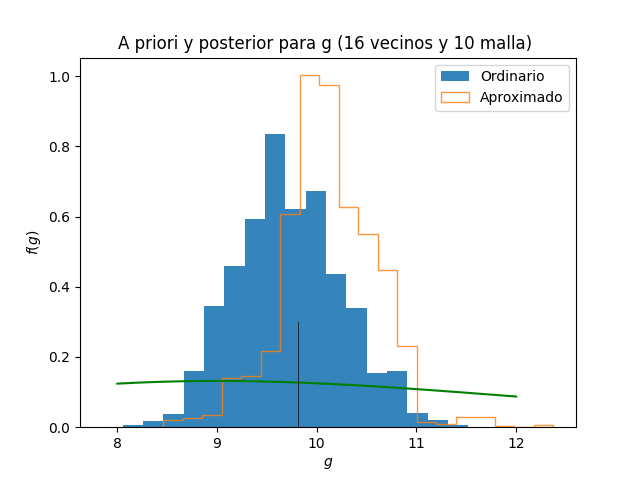 A priori y posterior para g (16 vecinos y 10 malla)
Ordinario
Aproximado
1.0
0.8
0.6
0.4
0.2
0.0
f(g)
8
9
10
11
12
g